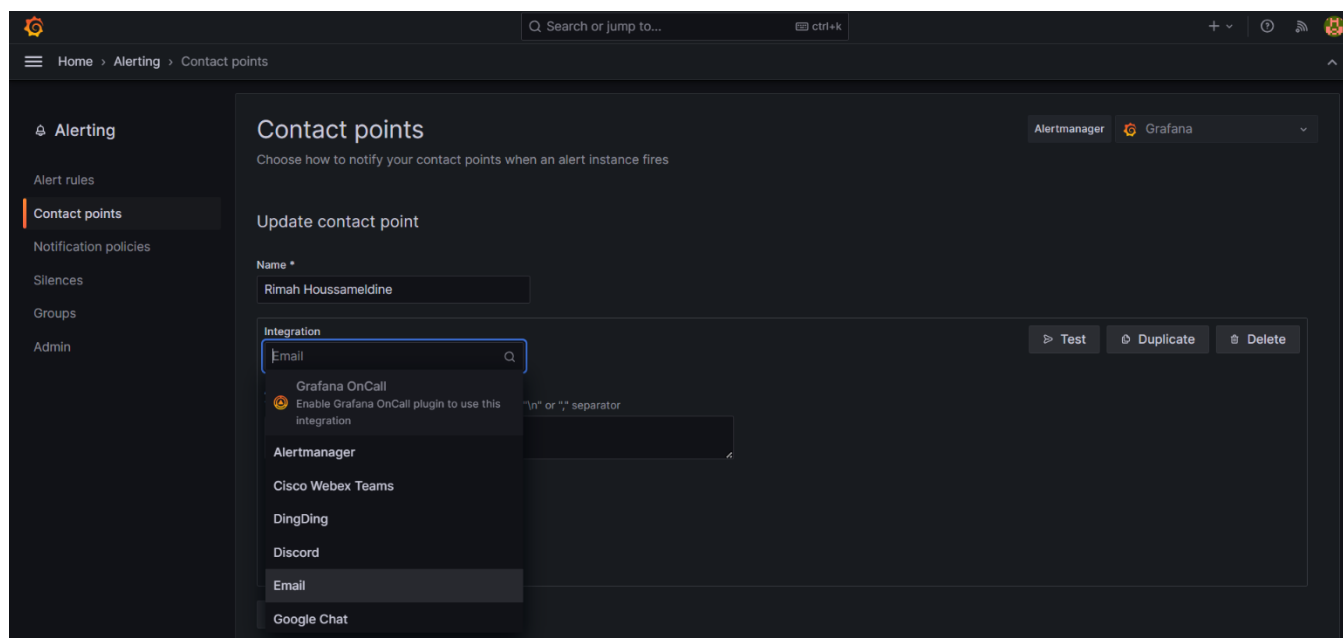 Search or jump to...
ctrl+k
Home › Alerting › Contact points
Alerting
Alert rules
Contact points
Notification policies
Silences
Groups
Admin
Contact points
Choose how to notify your contact points when an alert instance fires
Alertmanager
Grafana
Update contact point
Name *
Rimah Houssameldine
Integration
Email
Test
Duplicate
Delete
Grafana OnCall
Enable Grafana OnCall plugin to use this
integration
"\n" or "," separator
Alertmanager
Cisco Webex Teams
DingDing
Discord
Email
Google Chat